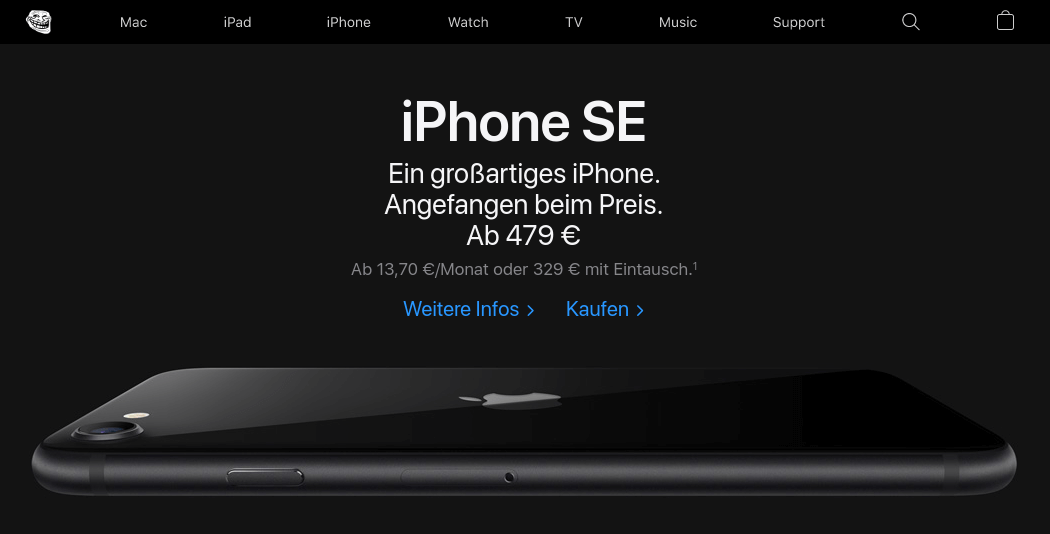 Mac iPad iPhone Watch TV Music Support
iPhone SE
Ein großartiges iPhone.
Angefangen beim Preis.
Ab 479 €
Ab 13,70 €/Monat oder 329 € mit Eintausch.¹
Weitere Infos > Kaufen >